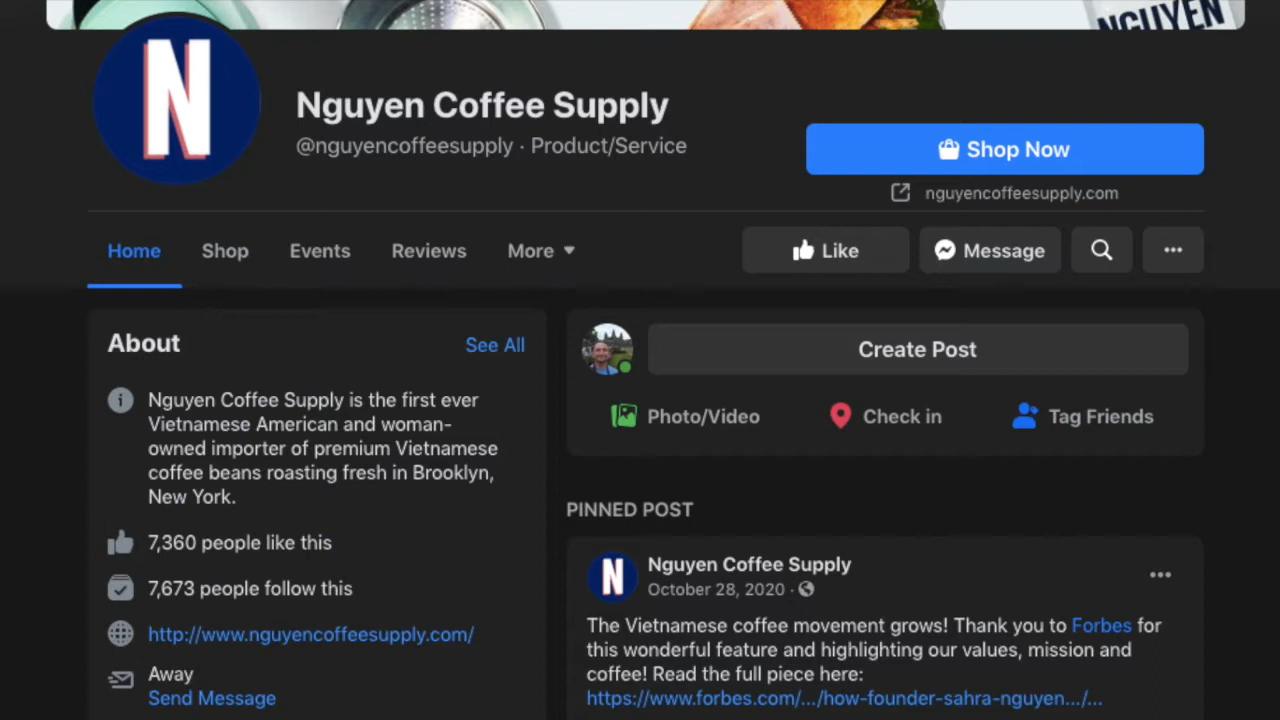 NGUYEN
N
Nguyen Coffee Supply
@nguyencoffeesupply · Product/Service
Shop Now
nguyencoffeesupply.com
Home Shop Events Reviews More
Like Message
About
See All
Nguyen Coffee Supply is the first ever
Vietnamese American and woman-
owned importer of premium Vietnamese
coffee beans roasting fresh in Brooklyn,
New York.
7,360 people like this
7,673 people follow this
http://www.nguyencoffeesupply.com/
Away
Send Message
Create Post
Photo/Video Check in Tag Friends
PINNED POST
N
Nguyen Coffee Supply
October 28, 2020 ·
The Vietnamese coffee movement grows! Thank you to Forbes for
this wonderful feature and highlighting our values, mission and
coffee! Read the full piece here:
https://www.forbes.com/.../how-founder-sahra-nguyen.../...